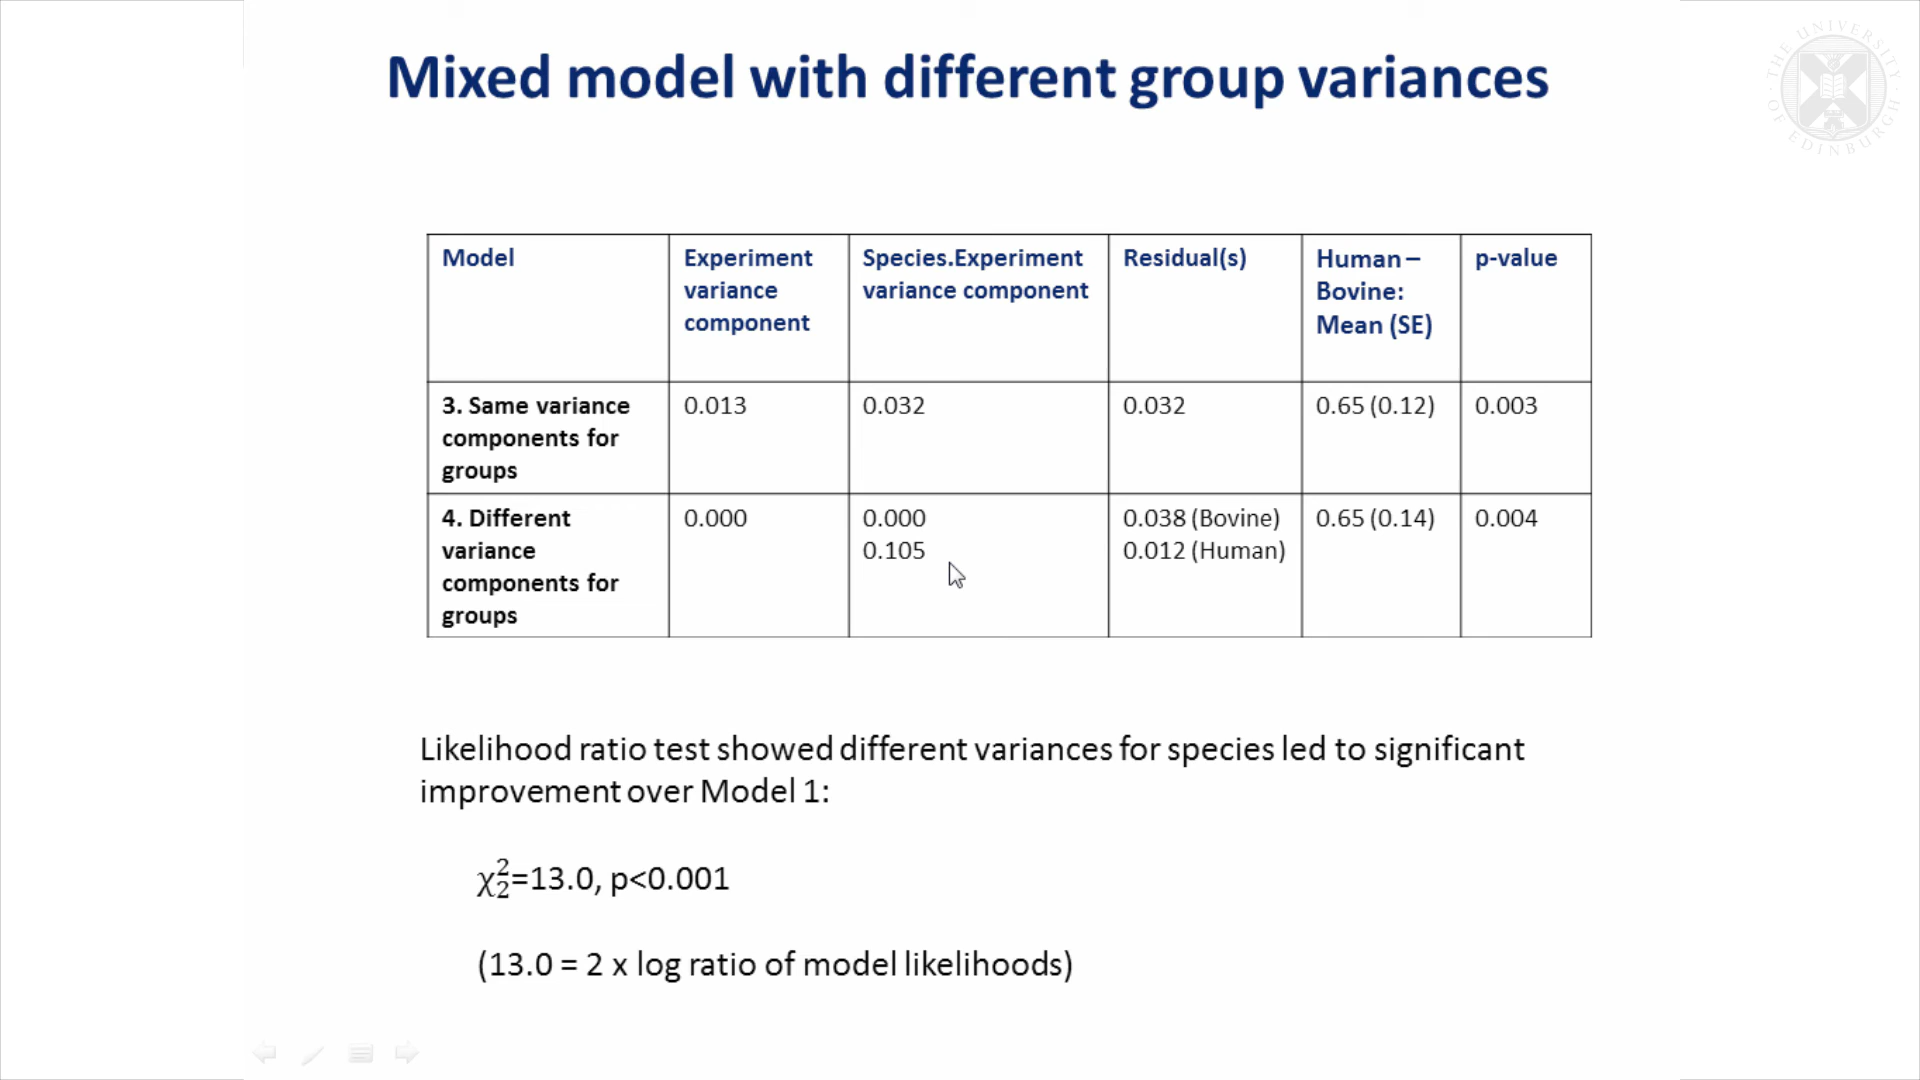 Mixed model with different group variances
THE UNIVERSITY OF EDINBURGH
Model
Experiment
variance
component
Species.Experiment
variance component
Residual(s)
Human –
Bovine:
Mean (SE)
p-value
3. Same variance
components for
groups
0.013
0.032
0.032
0.65 (0.12)
0.003
4. Different
variance
components for
groups
0.000
0.000
0.105
0.038 (Bovine)
0.012 (Human)
0.65 (0.14)
0.004
Likelihood ratio test showed different variances for species led to significant
improvement over Model 1:
χ²₂=13.0, p<0.001
(13.0 = 2 x log ratio of model likelihoods)